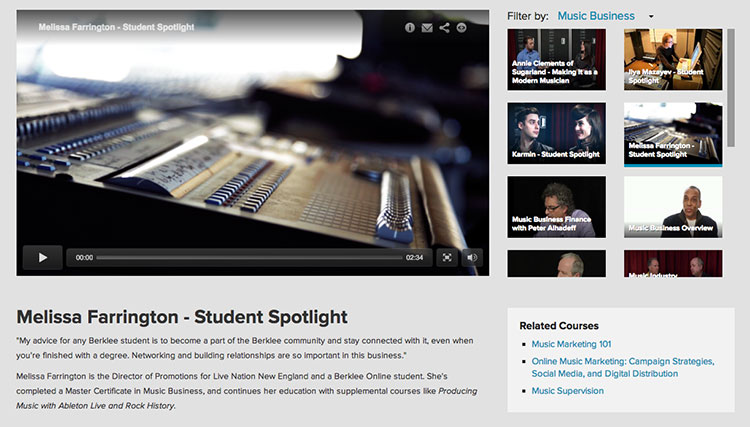 Melissa Farrington - Student Spotlight
00:00
02:34
Filter by: Music Business
Annie Clements of
Sugarland - Making It as a
Modern Musician
Ilya Mazayev - Student
Spotlight
Karmin - Student Spotlight
Melissa Farrington -
Student Spotlight
Music Business Finance
with Peter Alhadeff
Music Business Overview
Music Industry
Melissa Farrington - Student Spotlight
"My advice for any Berklee student is to become a part of the Berklee community and stay connected with it, even when
you're finished with a degree. Networking and building relationships are so important in this business."
Melissa Farrington is the Director of Promotions for Live Nation New England and a Berklee Online student. She's
completed a Master Certificate in Music Business, and continues her education with supplemental courses like Producing
Music with Ableton Live and Rock History.
Related Courses
Music Marketing 101
Online Music Marketing: Campaign Strategies,
Social Media, and Digital Distribution
Music Supervision